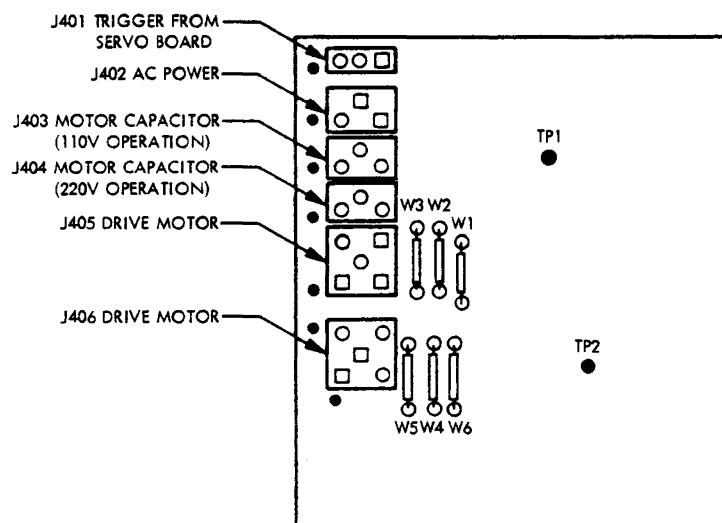 J401 TRIGGER FROM
SERVO BOARD
J402 AC POWER
J403 MOTOR CAPACITOR
(110V OPERATION)
J404 MOTOR CAPACITOR
(220V OPERATION)
J405 DRIVE MOTOR
J406 DRIVE MOTOR
TP1
W3 W2
W1
TP2
W5 W4 W6